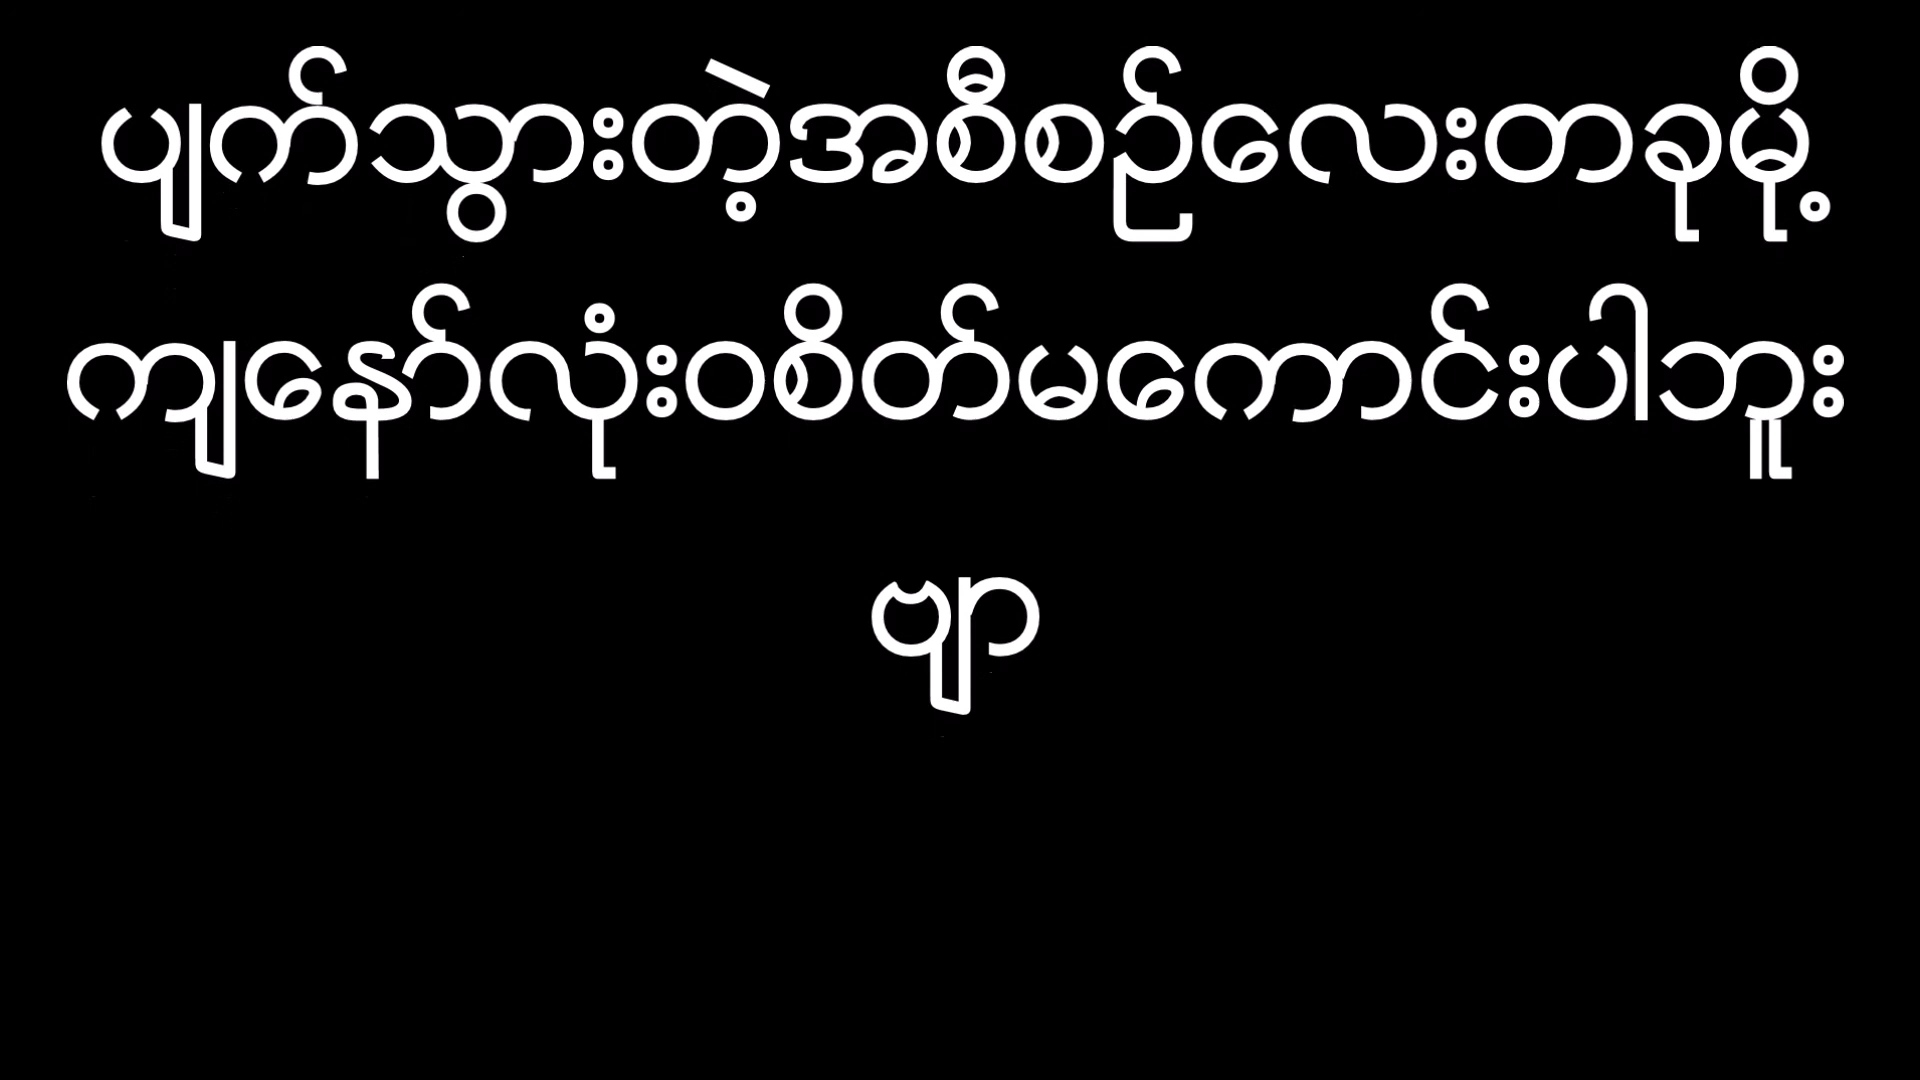 ပျက်သွားတဲ့အစီစဉ်လေးတခုမို့
ကျနော်လုံးဝစိတ်မကောင်းပါဘူး
ဗျာ